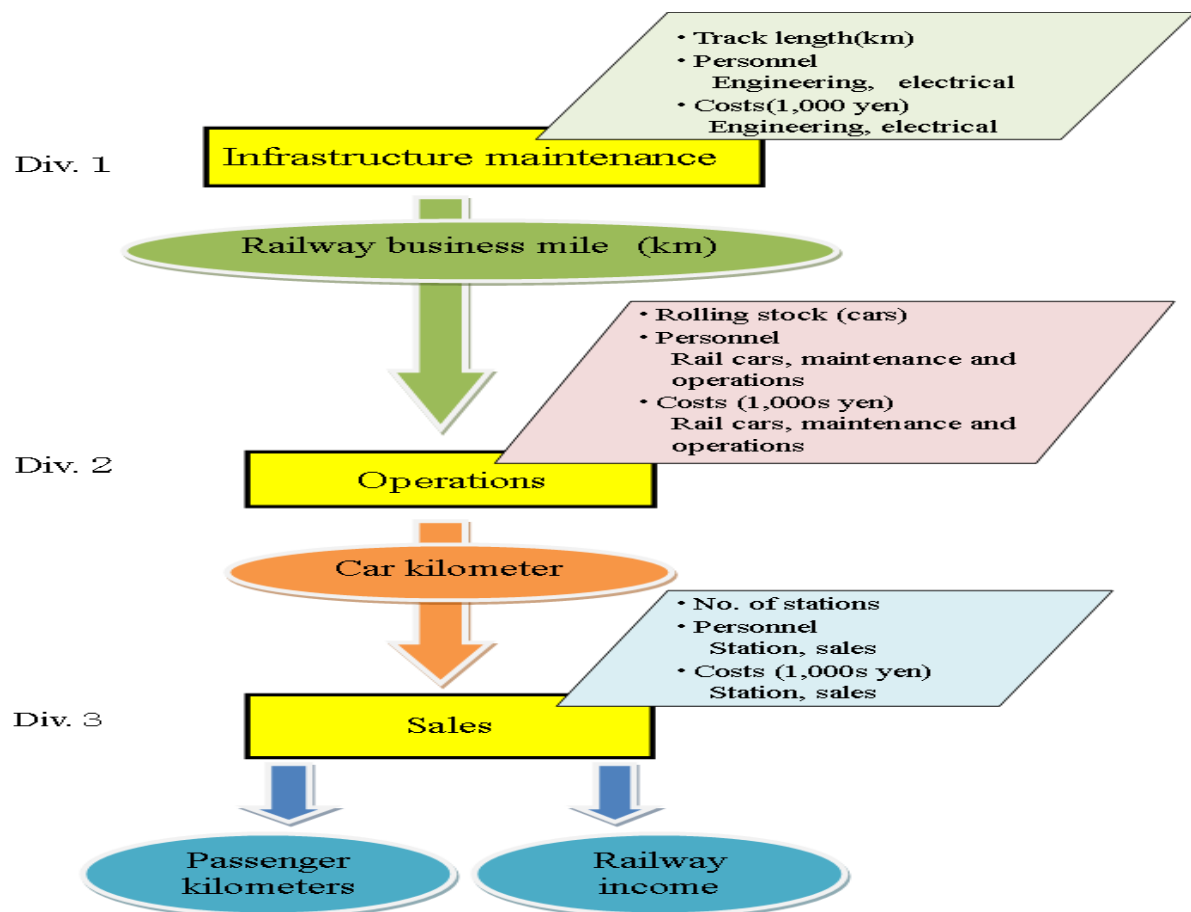 • Track length(km)
• Personnel
Engineering, electrical
• Costs(1,000 yen)
Engineering, electrical
Div. 1
Infrastructure maintenance
Railway business mile (km)
• Rolling stock (cars)
• Personnel
Rail cars, maintenance and
operations
• Costs (1,000s yen)
Rail cars, maintenance and
operations
Div. 2
Operations
Car kilometer
• No. of stations
• Personnel
Station, sales
• Costs (1,000s yen)
Station, sales
Div. 3
Sales
Passenger
kilometers
Railway
income